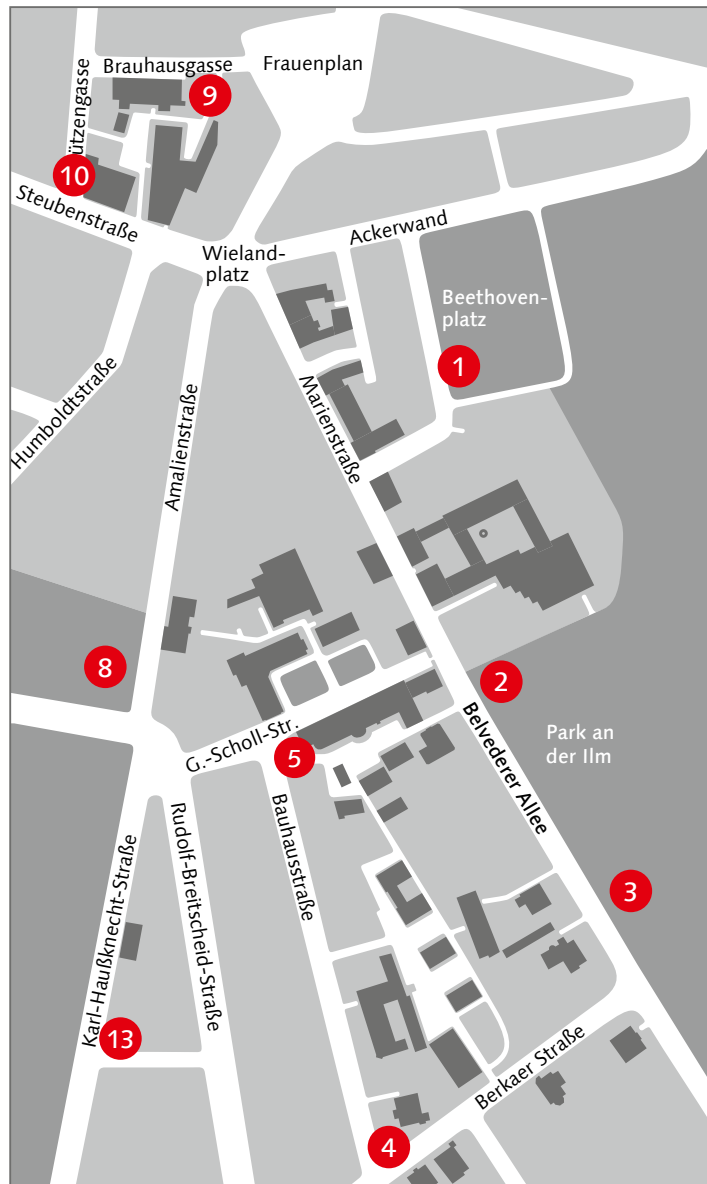 Brauhausgasse
Frauenplan
9
ützengasse
10
Steubenstraße
Ackerwand
Wieland-
platz
Beethoven-
platz
1
Marienstraße
Humboldtstraße
Amalienstraße
8
2
G.-Scholl-Str.
Belvederer Allee
Park an
der Ilm
5
Bauhausstraße
Rudolf-Breitscheid-Straße
Karl-Haußknecht-Straße
3
13
Berkaer Straße
4